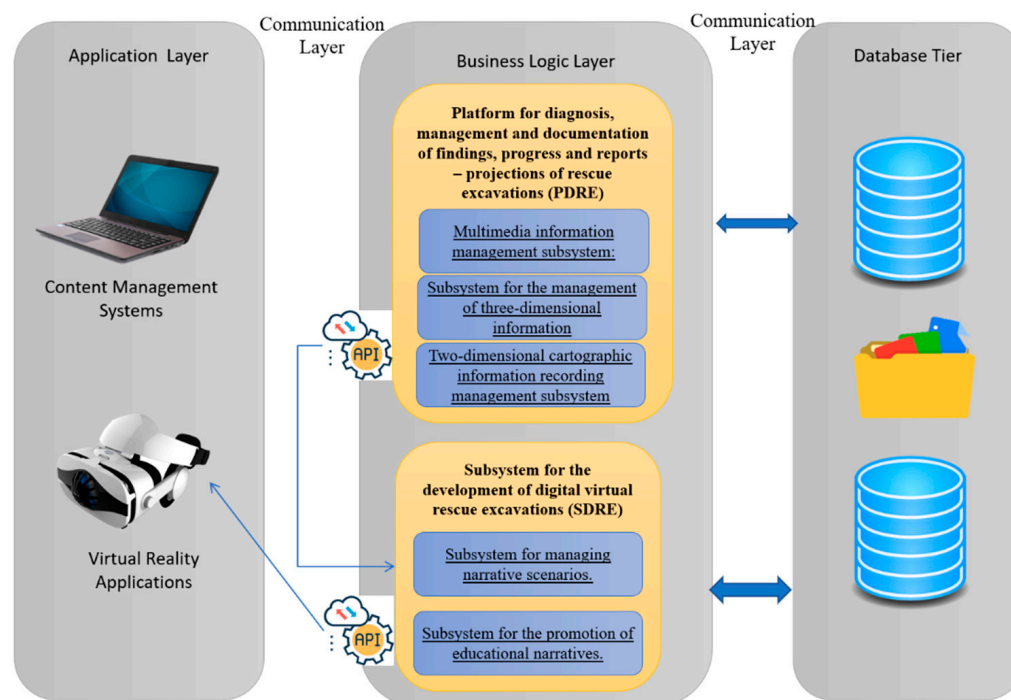 Application Layer
Content Management
Systems
Virtual Reality
Applications
Communication
Layer
Business Logic Layer
Platform for diagnosis,
management and documentation
of findings, progress and reports
– projections of rescue
excavations (PDRE)
Multimedia information
management subsystem:
Subsystem for the management
of three-dimensional
information
Two-dimensional cartographic
information recording
management subsystem
API
Subsystem for the
development of digital virtual
rescue excavations (SDRE)
Subsystem for managing
narrative scenarios.
Subsystem for the promotion of
educational narratives.
API
Communication
Layer
Database Tier